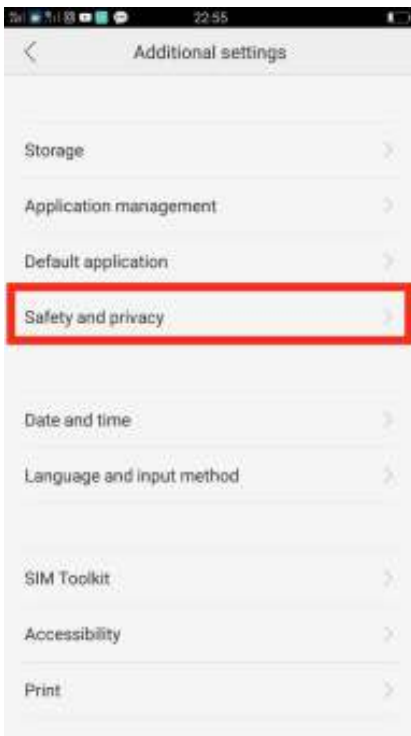 22:55
Additional settings
Storage
Application management
Default application
Safety and privacy
Date and time
Language and input method
SIM Toolkit
Accessibility
Print